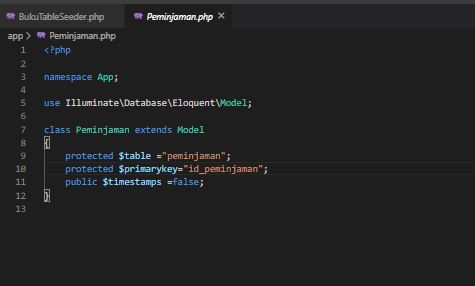 BukuTableSeeder.php
Peminjaman.php ✕
app > Peminjaman.php
1 <?php
2
3 namespace App;
4
5 use Illuminate\Database\Eloquent\Model;
6
7 class Peminjaman extends Model
8 {
9 protected $table ="peminjaman";
10 protected $primarykey="id_peminjaman";
11 public $timestamps =false;
12 }
13